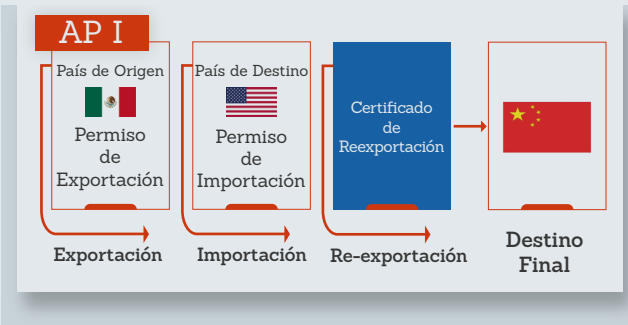 AP I
País de Origen
Permiso
de
Exportación
Exportación
País de Destino
Permiso
de
Importación
Importación
Certificado
de
Reexportación
Re-exportación
Destino
Final